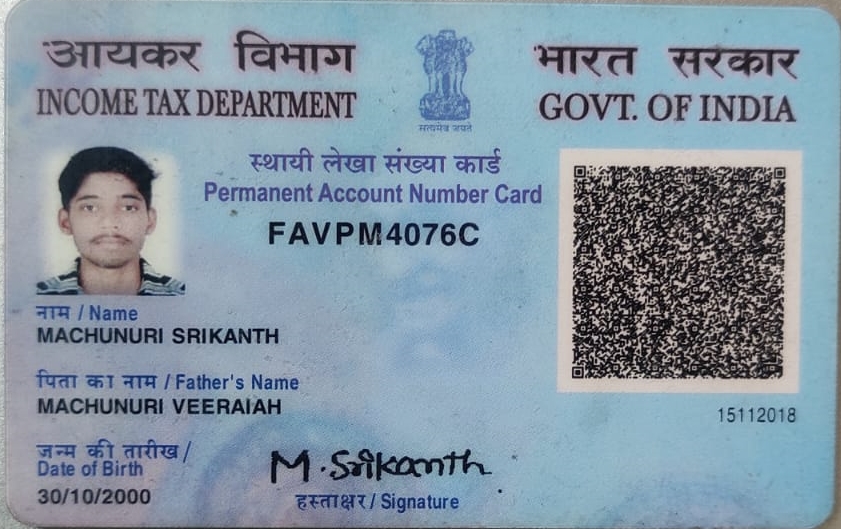 आयकर विभाग
INCOME TAX DEPARTMENT
सत्यमेव जयते
भारत सरकार
GOVT. OF INDIA
स्थायी लेखा संख्या कार्ड
Permanent Account Number Card
FAVPM4076C
नाम / Name
MACHUNURI SRIKANTH
पिता का नाम / Father's Name
MACHUNURI VEERAIAH
15112018
जन्म की तारीख /
Date of Birth
30/10/2000
M. Srikanth
हस्ताक्षर / Signature